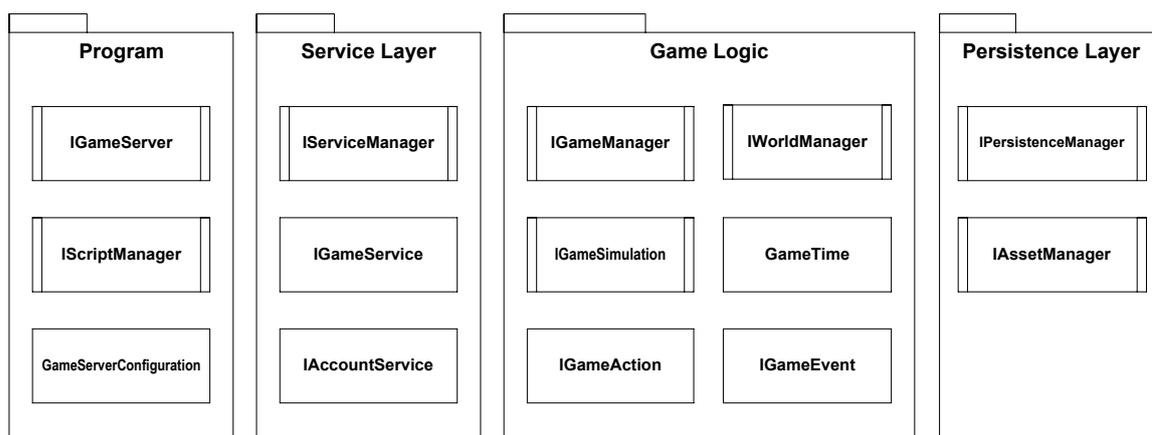 Program
IGameServer
IScriptManager
GameServerConfiguration
Service Layer
IServiceManager
IGameService
IAccountService
Game Logic
IGameManager
IWorldManager
IGameSimulation
GameTime
IGameAction
IGameEvent
Persistence Layer
IPersistenceManager
IAssetManager